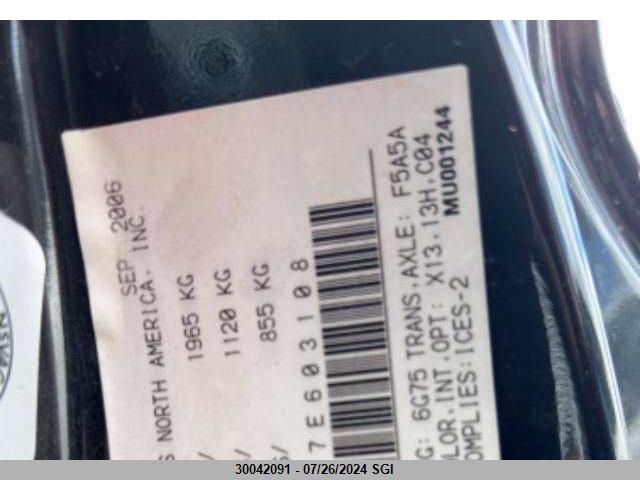 SEP 2006
S NORTH AMERICA. INC.
1965 KG
1120 KG
855 KG
7E603108
G: 6G75 TRANS.AXLE: F5A5A
LOR.INT.OPT: X13.13H.C04
OMPLIES:ICES-2 MU001244
30042091 - 07/26/2024 SGI